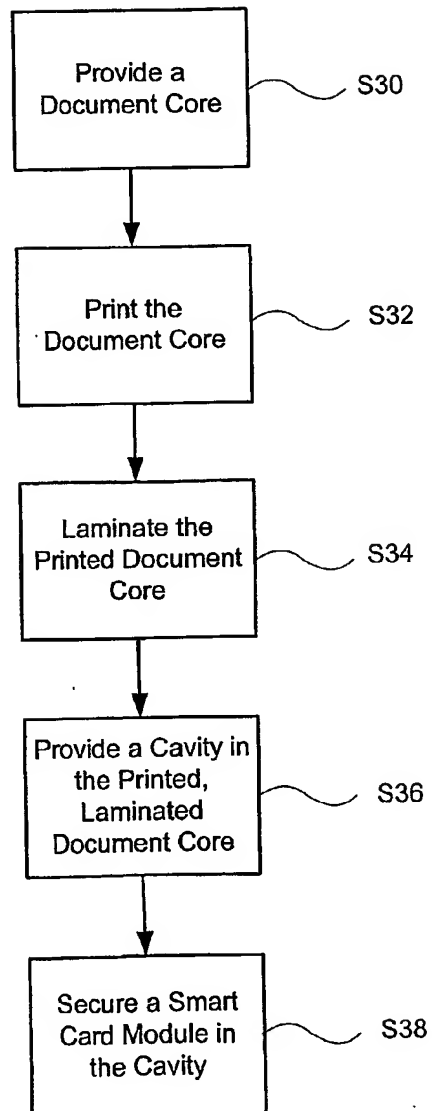 Provide a
Document Core
S30
Print the
Document Core
S32
Laminate the
Printed Document
Core
S34
Provide a Cavity in
the Printed,
Laminated
Document Core
S36
Secure a Smart
Card Module in
the Cavity
S38